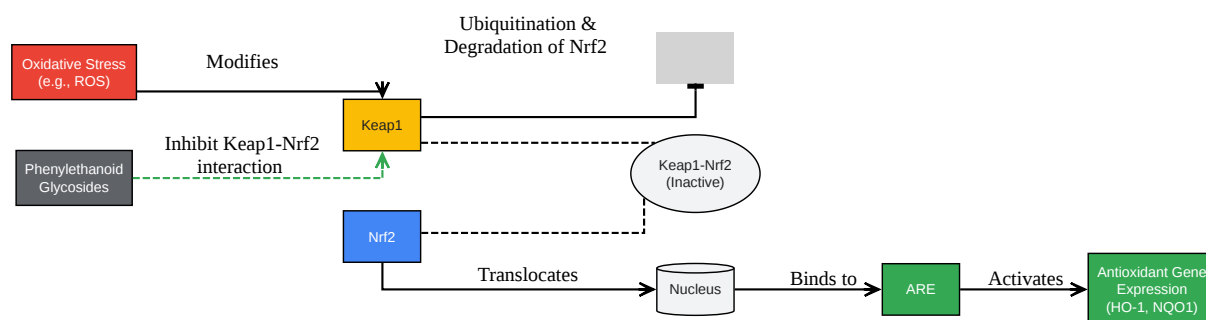 Ubiquitination &
Degradation of Nrf2
Oxidative Stress
(e.g., ROS)
Modifies
Keap1
Inhibit Keap1-Nrf2
interaction
Phenylethanoid
Glycosides
Keap1-Nrf2
(Inactive)
Nrf2
Translocates
Nucleus
Binds to
ARE
Activates
Antioxidant Gene
Expression
(HO-1, NQO1)